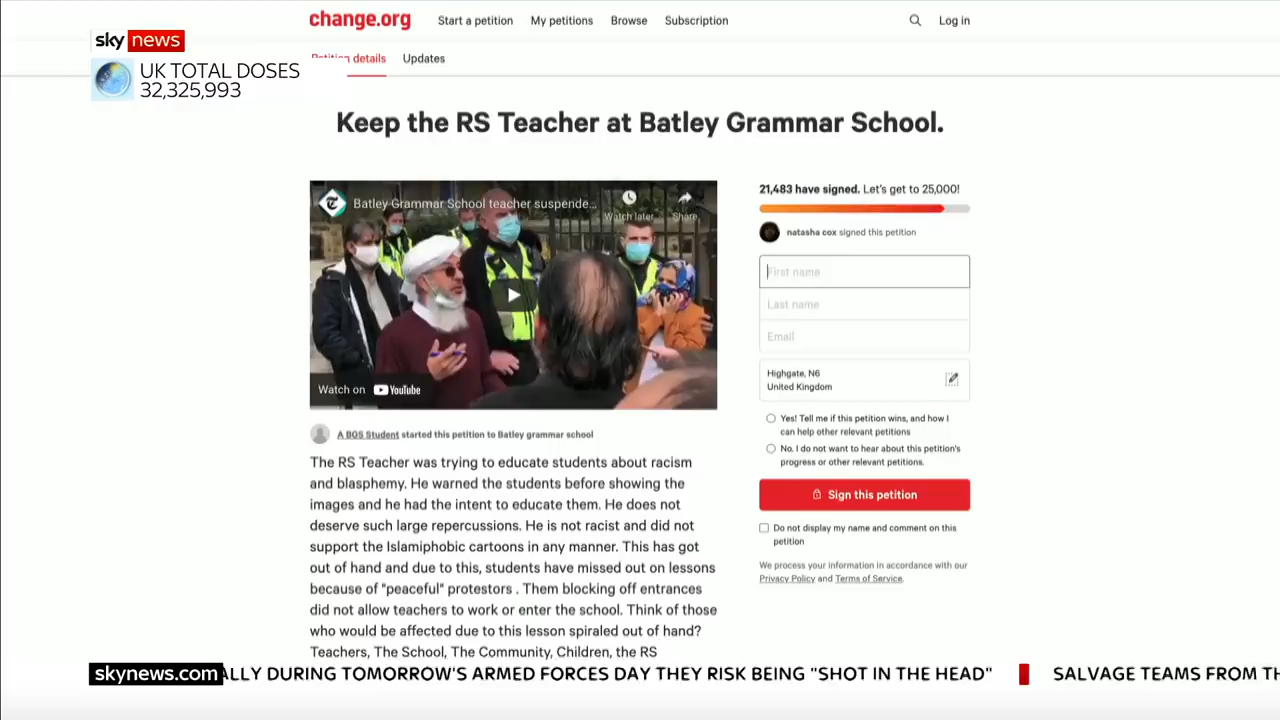 change.org
Start a petition
My petitions
Browse
Subscription
Log in
sky news
Petition details
Updates
UK TOTAL DOSES
32,325,993
Keep the RS Teacher at Batley Grammar School.
Batley Grammar School teacher suspende...
Watch later
Share
Watch on YouTube
21,483 have signed. Let's get to 25,000!
natasha cox signed this petition
First name
Last name
Email
Highgate, N6
United Kingdom
Yes! Tell me if this petition wins, and how I
can help other relevant petitions
No. I do not want to hear about this petition's
progress or other relevant petitions.
Sign this petition
Do not display my name and comment on this
petition
We process your information in accordance with our
Privacy Policy and Terms of Service.
A BGS Student started this petition to Batley grammar school
The RS Teacher was trying to educate students about racism
and blasphemy. He warned the students before showing the
images and he had the intent to educate them. He does not
deserve such large repercussions. He is not racist and did not
support the Islamiphobic cartoons in any manner. This has got
out of hand and due to this, students have missed out on lessons
because of "peaceful" protestors . Them blocking off entrances
did not allow teachers to work or enter the school. Think of those
who would be affected due to this lesson spiraled out of hand?
Teachers, The School, The Community, Children, the RS
skynews.com
ALLY DURING TOMORROW'S ARMED FORCES DAY THEY RISK BEING "SHOT IN THE HEAD"
SALVAGE TEAMS FROM TH